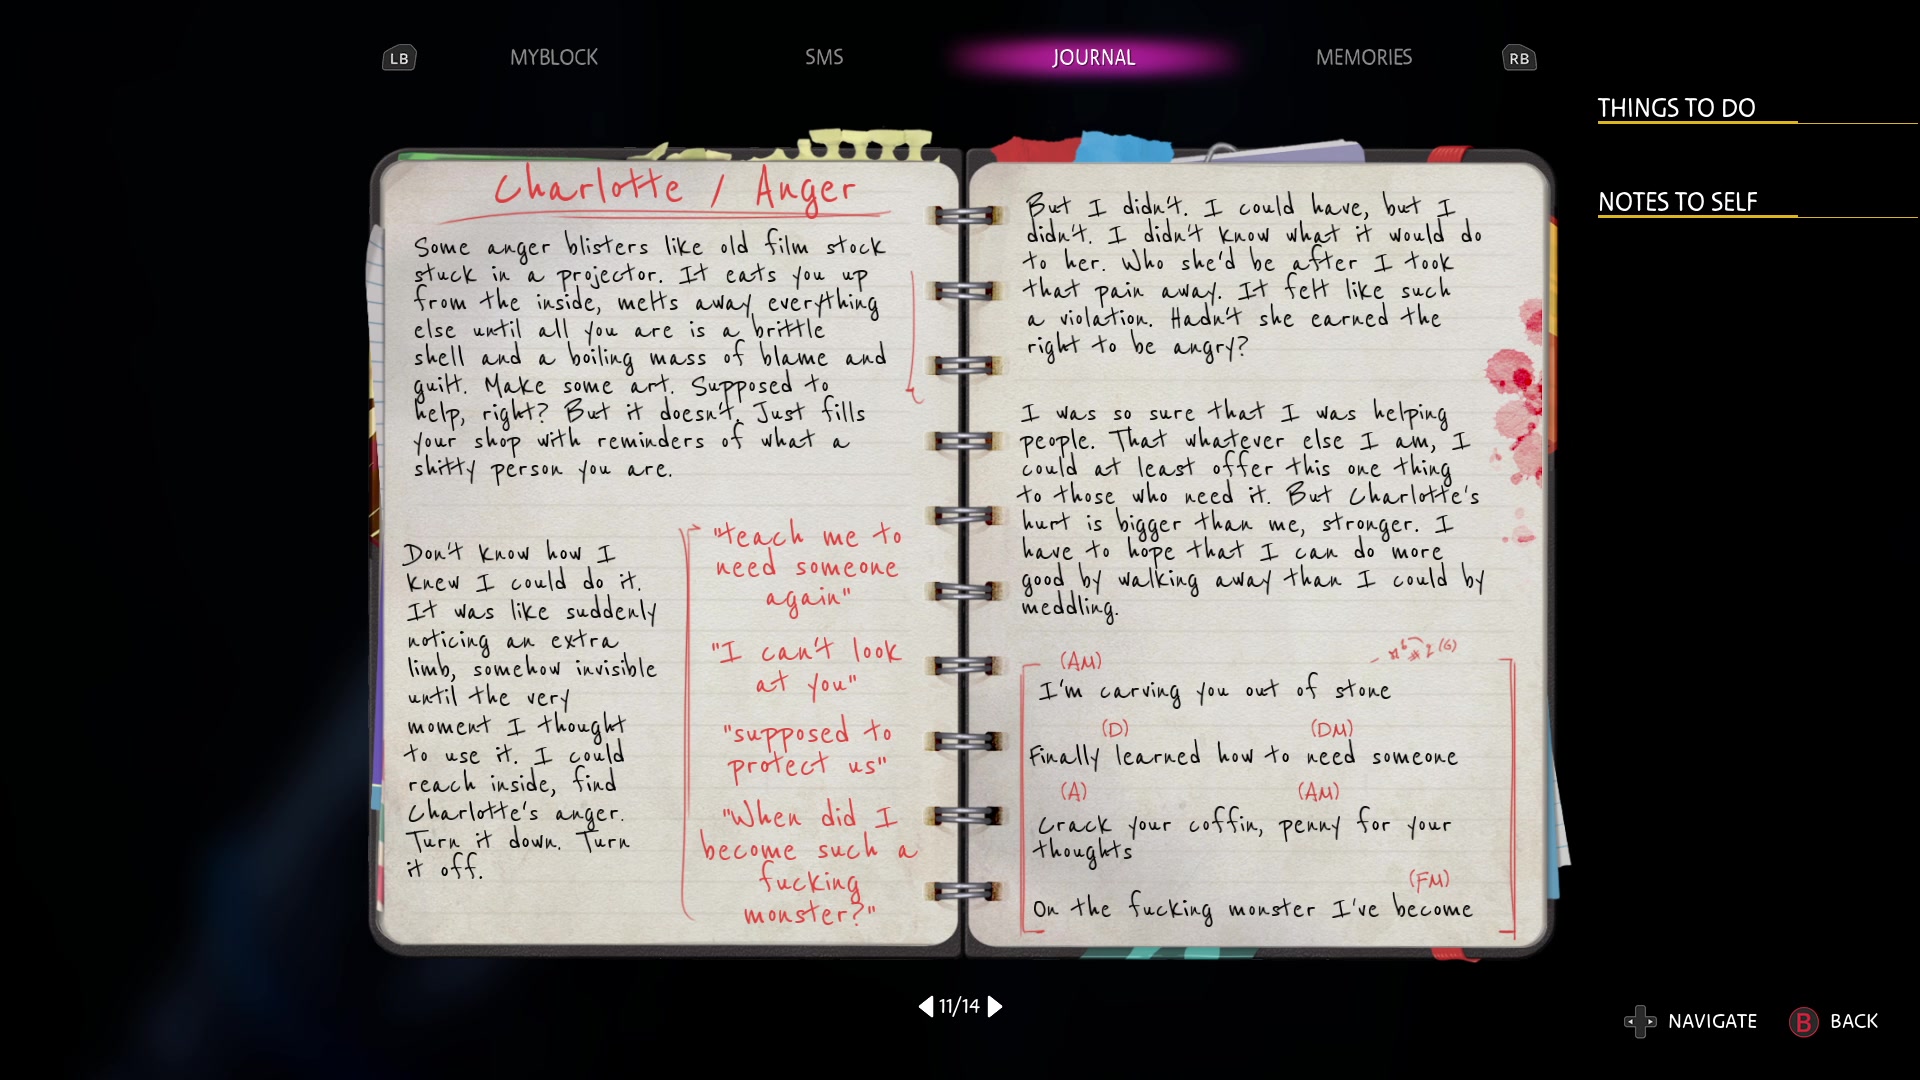 LB
MYBLOCK
SMS
JOURNAL
MEMORIES
RB
THINGS TO DO
NOTES TO SELF
Charlotte / Anger
Some anger blisters like old film stock
stuck in a projector. It eats you up
from the inside, melts away everything
else until all you are is a brittle
shell and a boiling mass of blame and
guilt. Make some art. Supposed to
help, right? But it doesn't. Just fills
your shop with reminders of what a
shitty person you are.
Don't know how I
knew I could do it.
It was like suddenly
noticing an extra
limb, somehow invisible
until the very
moment I thought
to use it. I could
reach inside, find
Charlotte's anger.
Turn it down. Turn
it off.
"teach me to
need someone
again"
"I can't look
at you"
"supposed to
protect us"
"When did I
become such a
fucking
monster?"
But I didn't. I could have, but I
didn't. I didn't know what it would do
to her. Who she'd be after I took
that pain away. It felt like such
a violation. Hadn't she earned the
right to be angry?
I was so sure that I was helping
people. That whatever else I am, I
could at least offer this one thing
to those who need it. But Charlotte's
hurt is bigger than me, stronger. I
have to hope that I can do more
good by walking away than I could by
meddling.
(AM)
I'm carving you out of stone
(D) (DM)
Finally learned how to need someone
(A) (AM)
Crack your coffin, penny for your
thoughts
(FM)
On the fucking monster I've become
11/14
NAVIGATE
B BACK